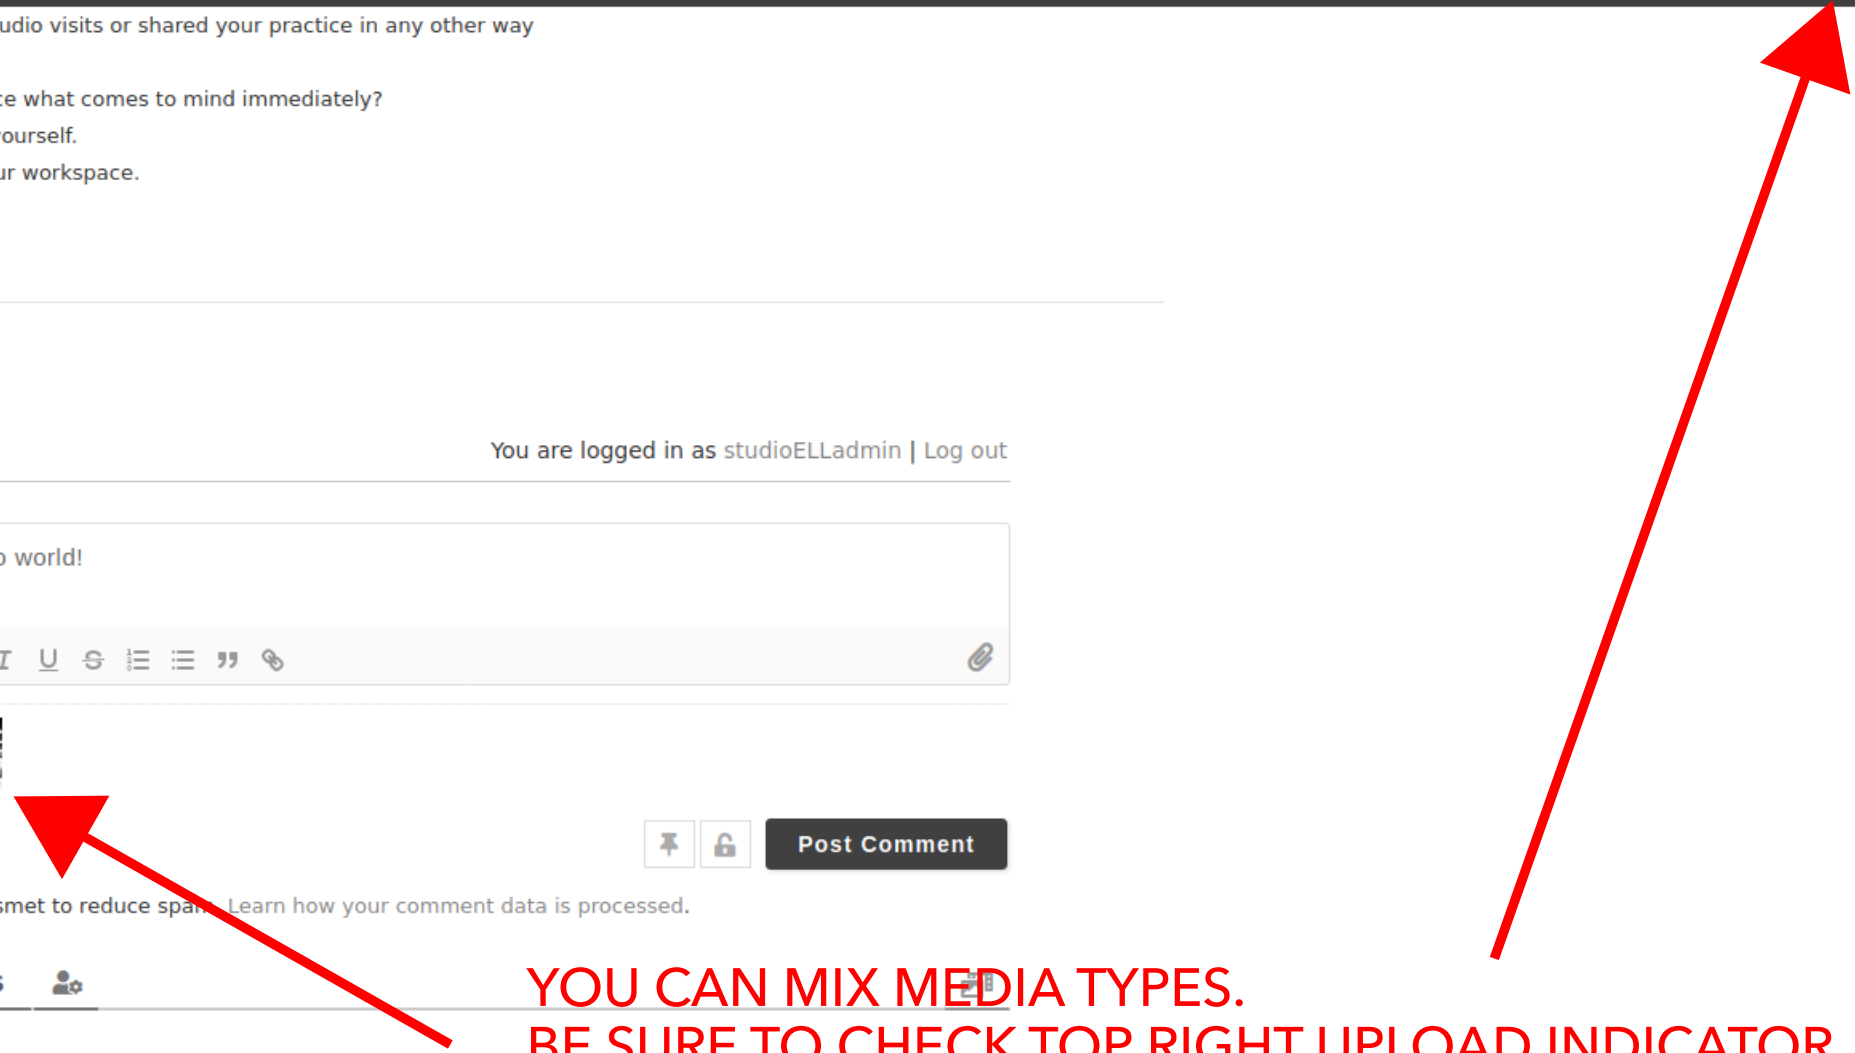 udio visits or shared your practice in any other way
ce what comes to mind immediately?
yourself.
ur workspace.
You are logged in as studioELLadmin | Log out
o world!
smet to reduce spam. Learn how your comment data is processed.
Post Comment
YOU CAN MIX MEDIA TYPES.
BE SURE TO CHECK TOP RIGHT UPLOAD INDICATOR